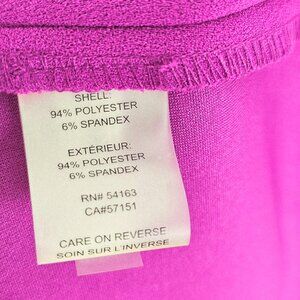 SHELL:
94% POLYESTER
6% SPANDEX
EXTÉRIEUR:
94% POLYESTER
6% SPANDEX
RN# 54163
CA#57151
CARE ON REVERSE
SOIN SUR L'INVERSE